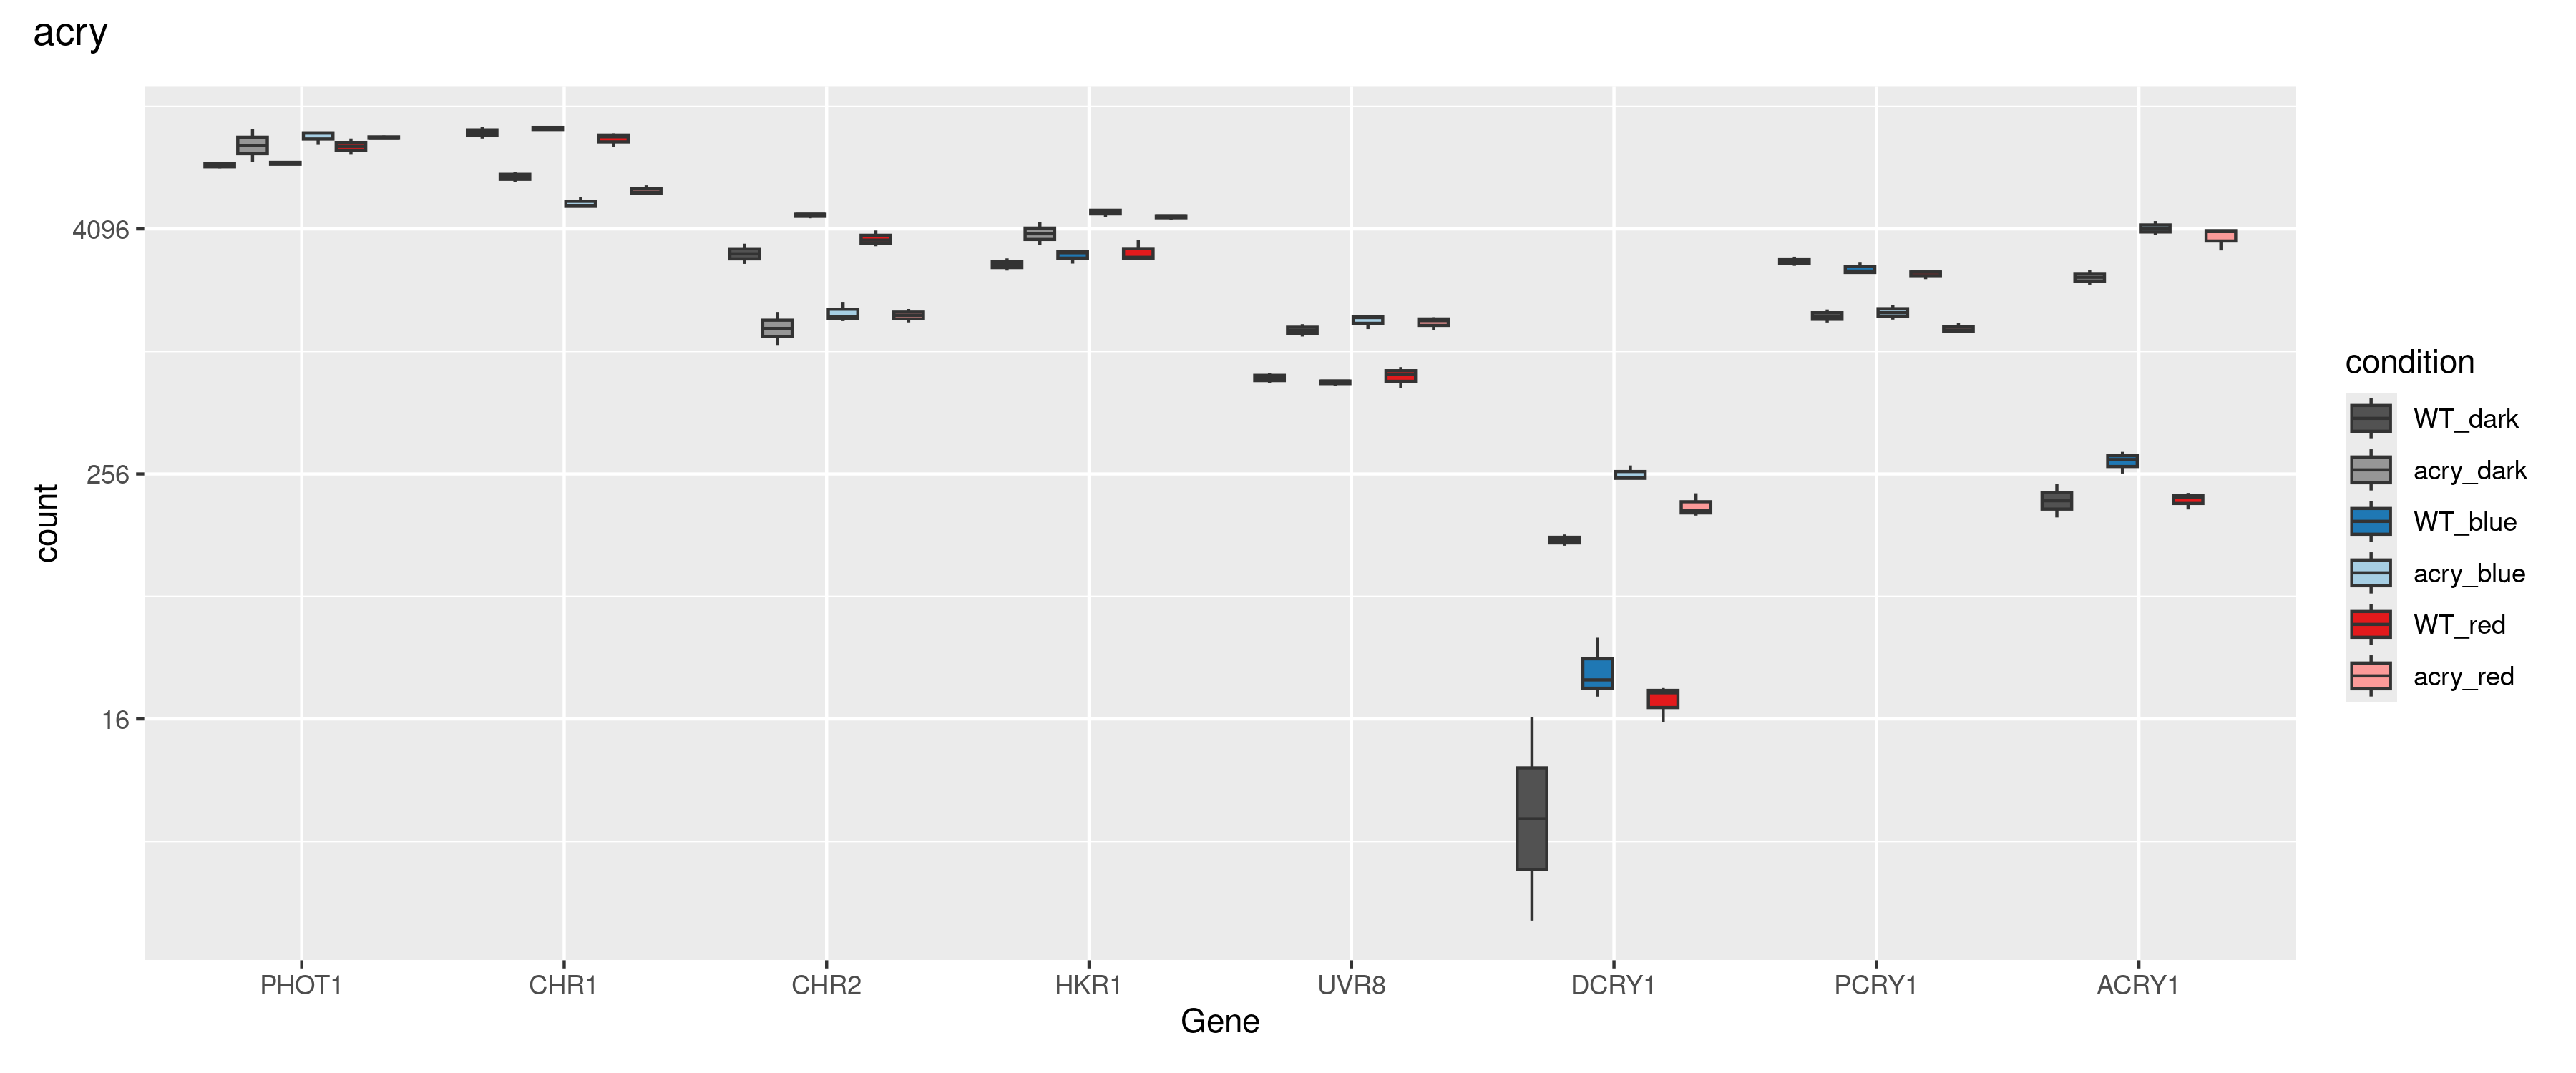 acry
4096
256
16
count
PHOT1 CHR1 CHR2 HKR1 UVR8 DCRY1 PCRY1 ACRY1
Gene
condition
WT_dark
acry_dark
WT_blue
acry_blue
WT_red
acry_red